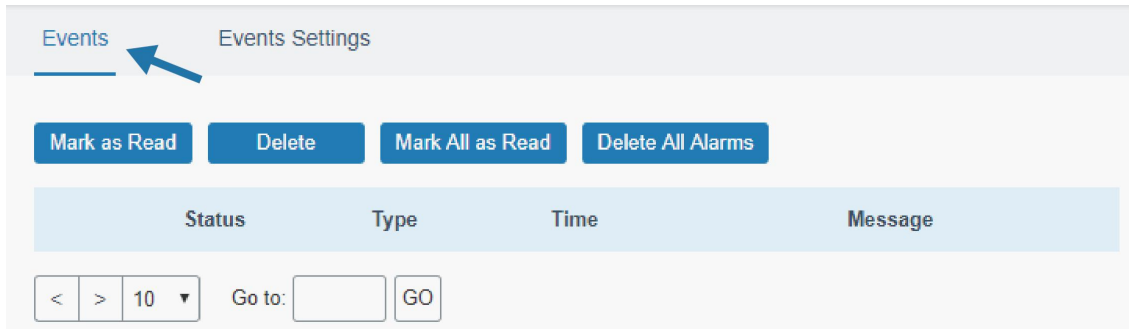 Events Events Settings
Mark as Read Delete Mark All as Read Delete All Alarms
Status Type Time Message
< > 10 ▼ Go to: GO